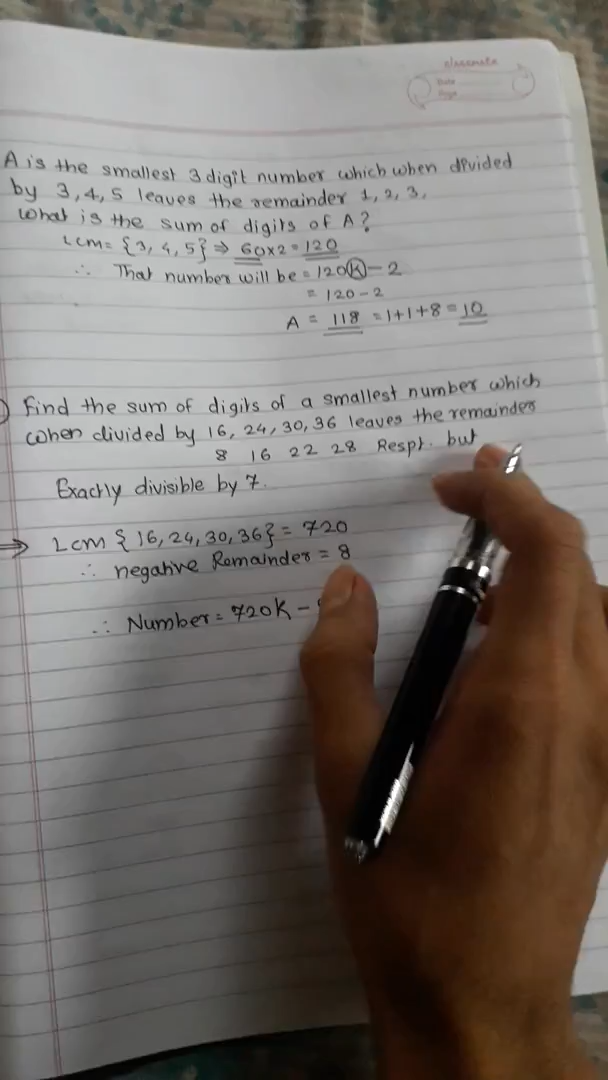 classmate
Date
Page
A is the smallest 3 digit number which when divided
by 3, 4, 5 leaves the remainder 1, 2, 3,
What is the sum of digits of A?
Lcm = {3, 4, 5} ⇒ 60×2 = 120
∴ That number will be = 120K - 2
= 120 - 2
A = 118 = 1+1+8 = 10
Find the sum of digits of a smallest number which
when divided by 16, 24, 30, 36 leaves the remainder
8 16 22 28 Respt. but
Exactly divisible by 7.
⇒ Lcm {16, 24, 30, 36} = 720
∴ negative Remainder = 8
∴ Number = 720K -